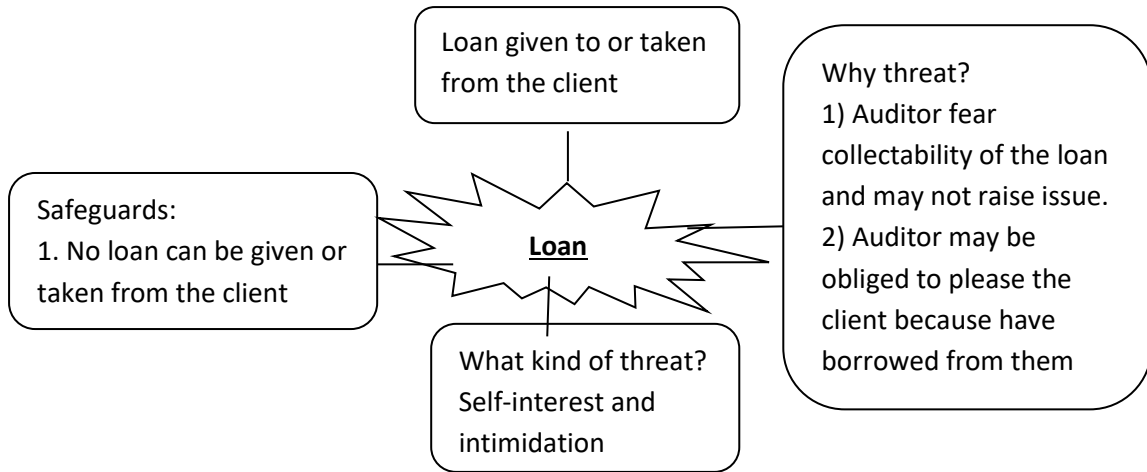 Loan given to or taken
from the client
Why threat?
1) Auditor fear
collectability of the loan
and may not raise issue.
2) Auditor may be
obliged to please the
client because have
borrowed from them
Safeguards:
1. No loan can be given or
taken from the client
Loan
What kind of threat?
Self-interest and
intimidation